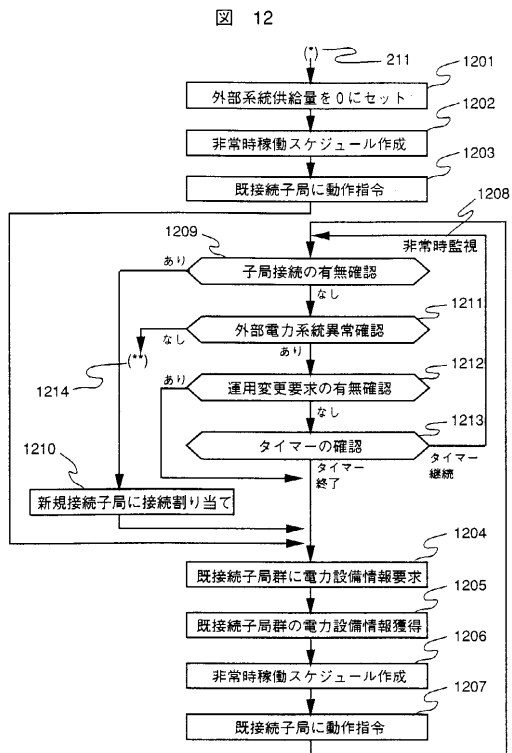 図 12
(*)
211
1201
外部系統供給量を0にセット
1202
非常時稼働スケジュール作成
1203
既接続子局に動作指令
1208
非常時監視
1209
あり
子局接続の有無確認
なし
1211
外部電力系統異常確認
なし
あり
(**)
1214
1212
あり
運用変更要求の有無確認
なし
1213
タイマーの確認
タイマー
継続
タイマー
終了
1210
新規接続子局に接続割り当て
1204
既接続子局群に電力設備情報要求
1205
既接続子局群の電力設備情報獲得
1206
非常時稼働スケジュール作成
1207
既接続子局に動作指令